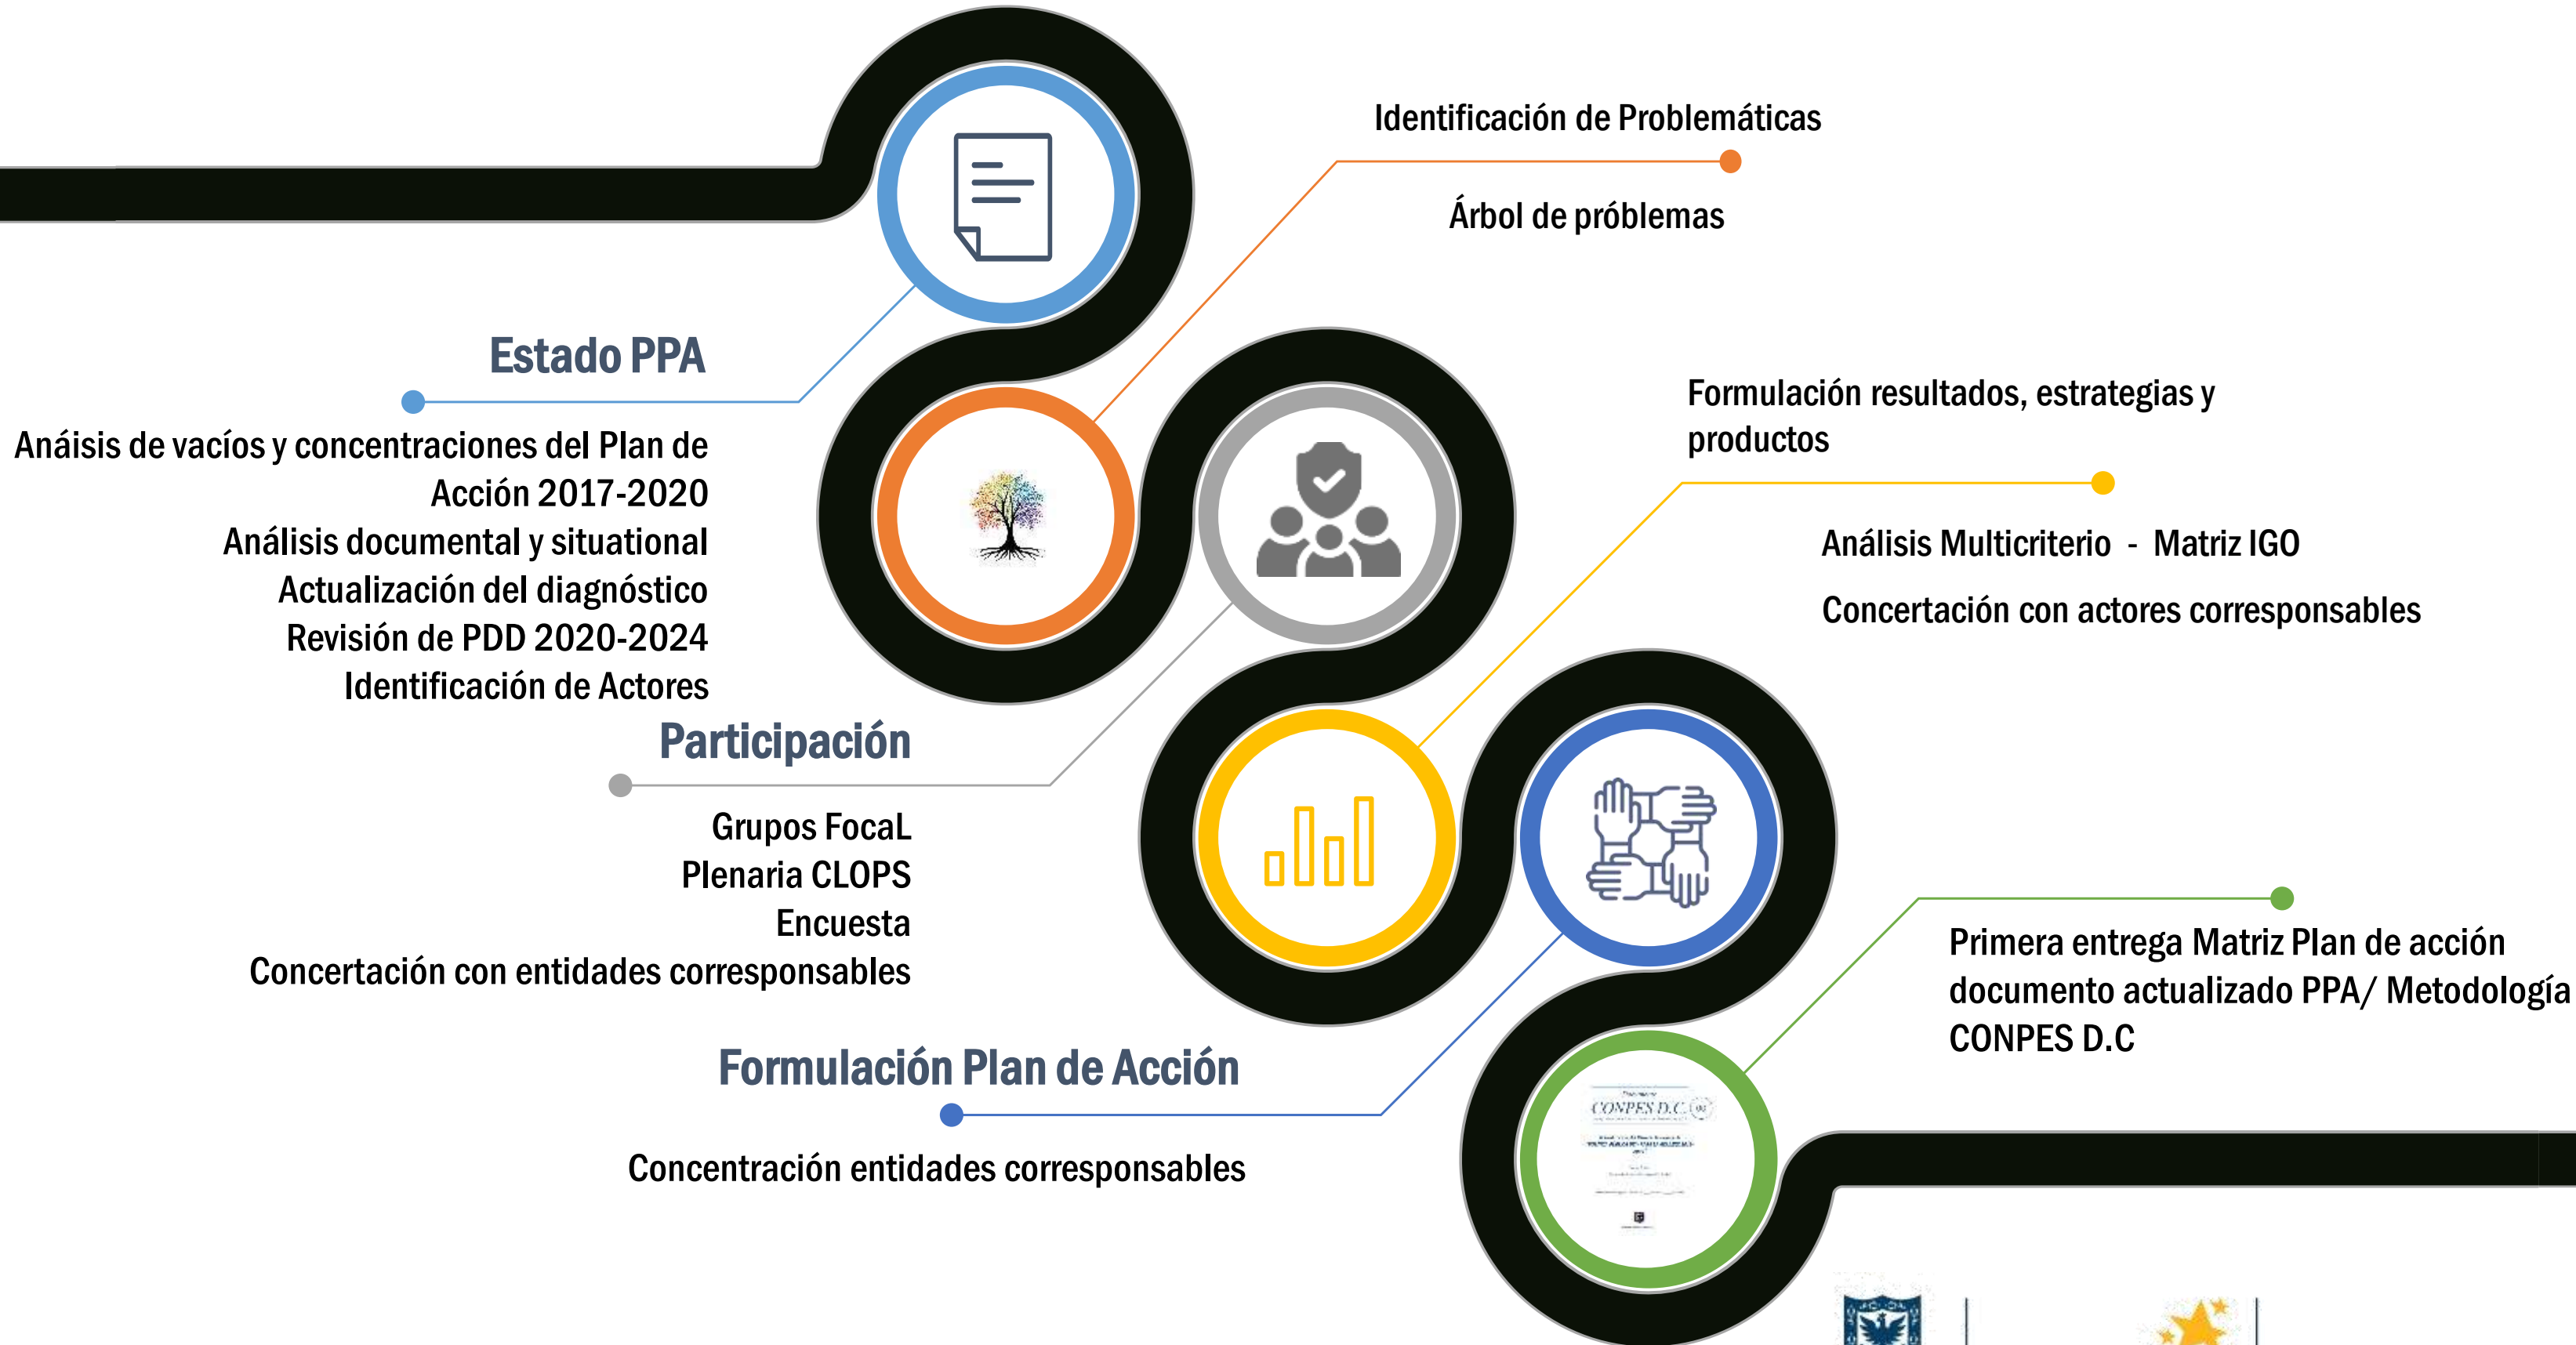 Identificación de Problemáticas
Árbol de próblemas
Estado PPA
Anáisis de vacíos y concentraciones del Plan de
Acción 2017-2020
Análisis documental y situational
Actualización del diagnóstico
Revisión de PDD 2020-2024
Identificación de Actores
Participación
Grupos FocaL
Plenaria CLOPS
Encuesta
Concertación con entidades corresponsables
Formulación resultados, estrategias y
productos
Análisis Multicriterio - Matriz IGO
Concertación con actores corresponsables
Formulación Plan de Acción
Concentración entidades corresponsables
Primera entrega Matriz Plan de acción
documento actualizado PPA/ Metodología
CONPES D.C
CONPES D.C.